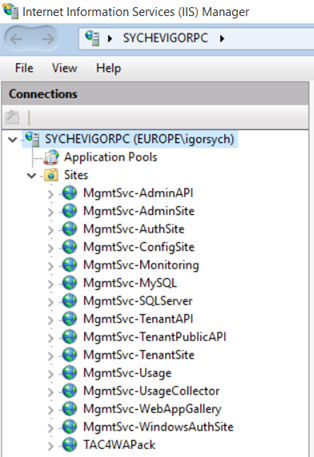 Internet Information Services (IIS) Manager
SYCHEVIGORPC
File View Help
Connections
SYCHEVIGORPC (EUROPE\igorsych)
Application Pools
Sites
MgmtSvc-AdminAPI
MgmtSvc-AdminSite
MgmtSvc-AuthSite
MgmtSvc-ConfigSite
MgmtSvc-Monitoring
MgmtSvc-MySQL
MgmtSvc-SQLServer
MgmtSvc-TenantAPI
MgmtSvc-TenantPublicAPI
MgmtSvc-TenantSite
MgmtSvc-Usage
MgmtSvc-UsageCollector
MgmtSvc-WebAppGallery
MgmtSvc-WindowsAuthSite
TAC4WAPack